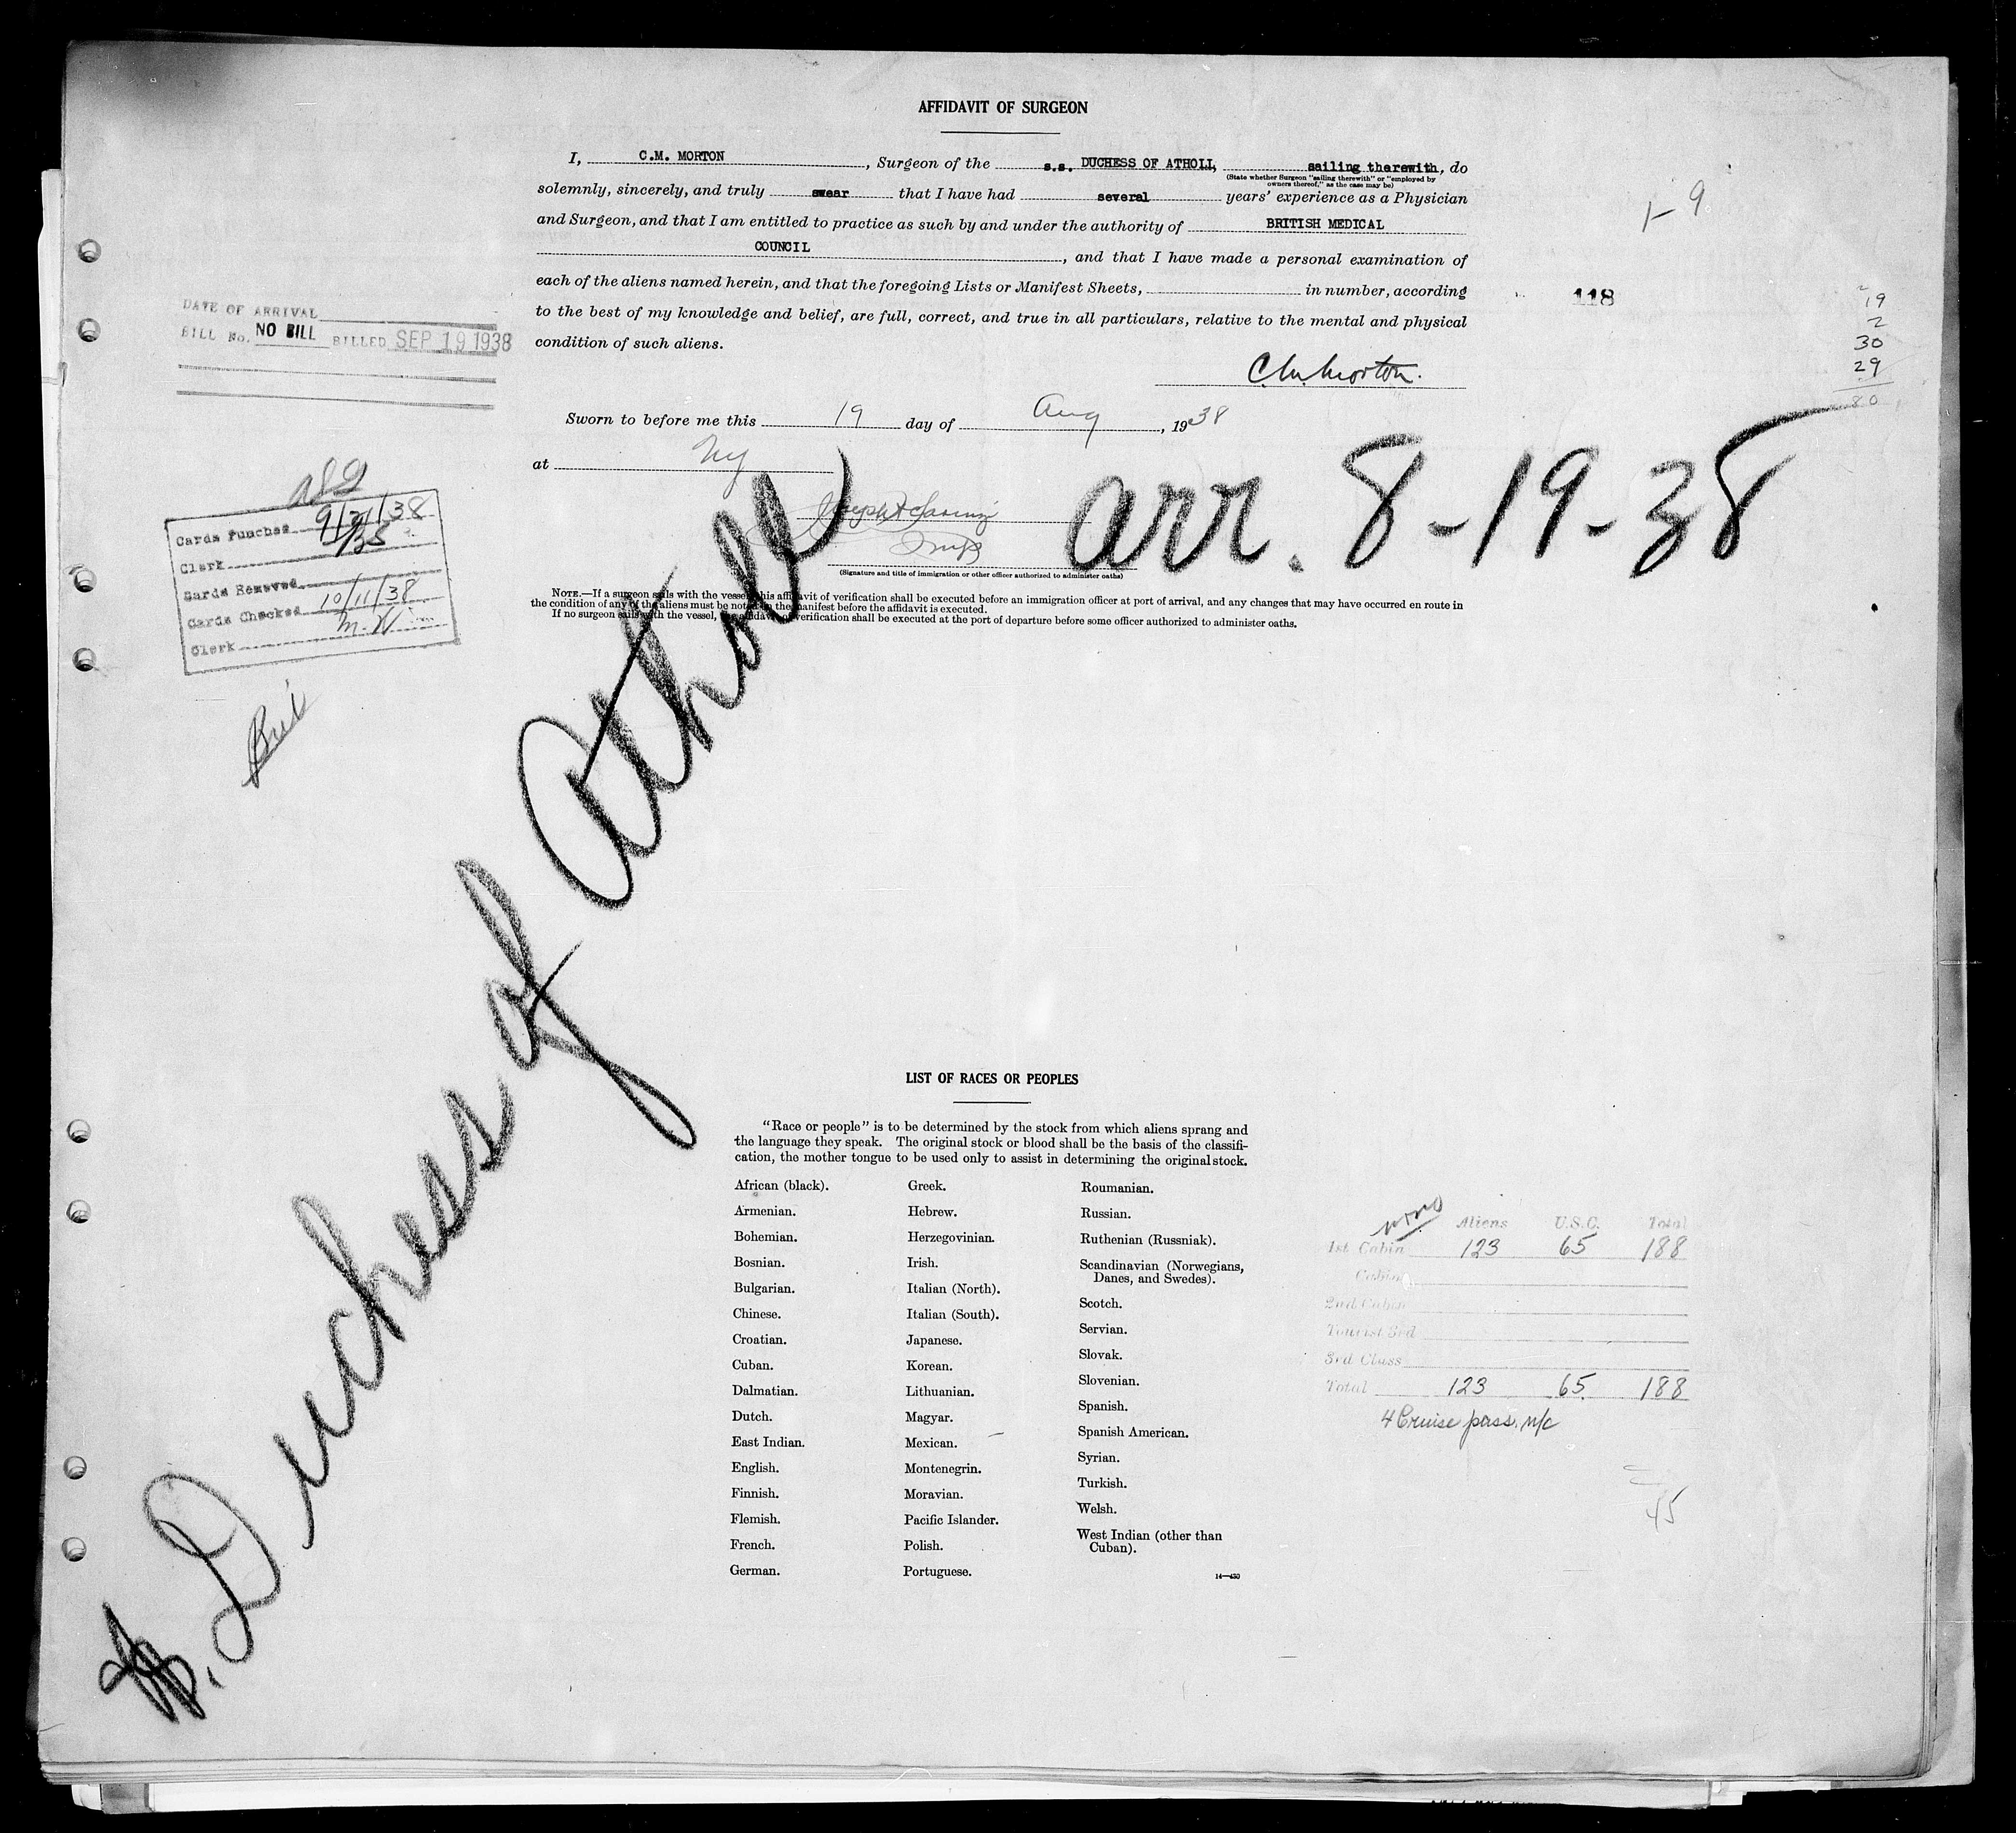 AFFIDAVIT OF SURGEON
I, C.M. MORTON, Surgeon of the s.s. DUCHESS OF ATHOLL, sailing therewith, do
(State whether Surgeon "sailing therewith" or "employed by
owners thereof," as the case may be)
solemnly, sincerely, and truly swear that I have had several years' experience as a Physician
and Surgeon, and that I am entitled to practice as such by and under the authority of BRITISH MEDICAL
COUNCIL, and that I have made a personal examination of
each of the aliens named herein, and that the foregoing Lists or Manifest Sheets, in number, according
to the best of my knowledge and belief, are full, correct, and true in all particulars, relative to the mental and physical
condition of such aliens.
C. M. Morton.
Sworn to before me this 19 day of Aug, 1938
at NY
(Signature and title of immigration or other officer authorized to administer oaths)
NOTE.—If a surgeon sails with the vessel, this affidavit of verification shall be executed before an immigration officer at port of arrival, and any changes that may have occurred en route in
the condition of any of the aliens must be noted on the manifest before the affidavit is executed.
If no surgeon sails with the vessel, the affidavit of verification shall be executed at the port of departure before some officer authorized to administer oaths.
1-9
118
19
2
30
29
80
DATE OF ARRIVAL
BILL No. NO BILL BILLED SEP 19 1938
Cards Punched 9/21/38
Clerk
Cards Removed
Cards Checked 10/11/38
Clerk M.W.
arr. 8-19-38
Duchess of Atholl
LIST OF RACES OR PEOPLES
"Race or people" is to be determined by the stock from which aliens sprang and
the language they speak. The original stock or blood shall be the basis of the classifi-
cation, the mother tongue to be used only to assist in determining the original stock.
African (black).
Armenian.
Bohemian.
Bosnian.
Bulgarian.
Chinese.
Croatian.
Cuban.
Dalmatian.
Dutch.
East Indian.
English.
Finnish.
Flemish.
French.
German.
Greek.
Hebrew.
Herzegovinian.
Irish.
Italian (North).
Italian (South).
Japanese.
Korean.
Lithuanian.
Magyar.
Mexican.
Montenegrin.
Moravian.
Pacific Islander.
Polish.
Portuguese.
Roumanian.
Russian.
Ruthenian (Russniak).
Scandinavian (Norwegians,
Danes, and Swedes).
Scotch.
Servian.
Slovak.
Slovenian.
Spanish.
Spanish American.
Syrian.
Turkish.
Welsh.
West Indian (other than
Cuban).
14—430
Aliens U.S.C. Total
1st Cabin 123 65 188
Cabin
2nd Cabin
Tourist 3rd
3rd Class
Total 123 65 188
4 Cruise pass. n/c
45